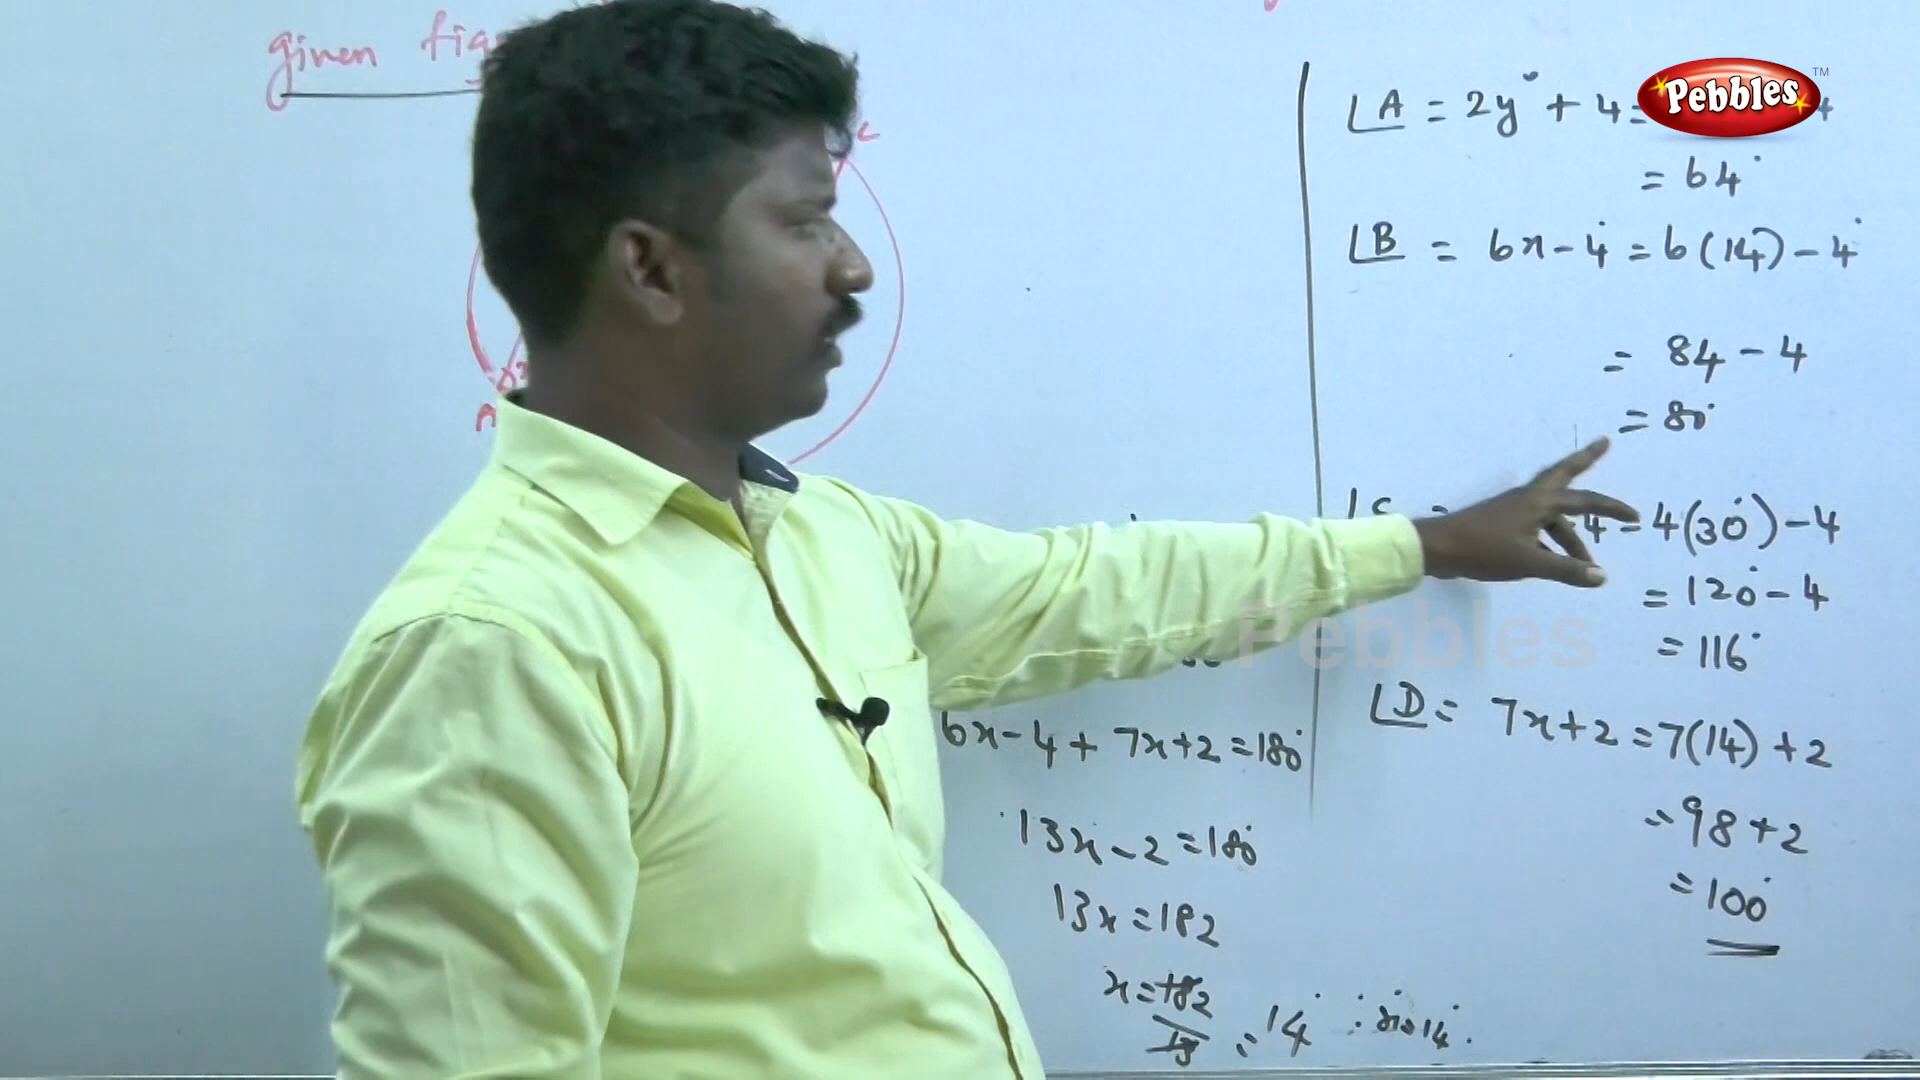 given fig
C
∠A = 2y° + 4 =
= 64°
∠B = 6x - 4° = 6(14°) - 4°
= 84 - 4
= 80°
∠C = 4 = 4(30°) - 4
= 120° - 4
= 116°
∠D = 7x + 2 = 7(14) + 2
= 98 + 2
= 100°
6x - 4 + 7x + 2 = 180°
13x - 2 = 180°
13x = 182
x = 182/13 = 14° ∴ x = 14°.
Pebbles™
Pebbles